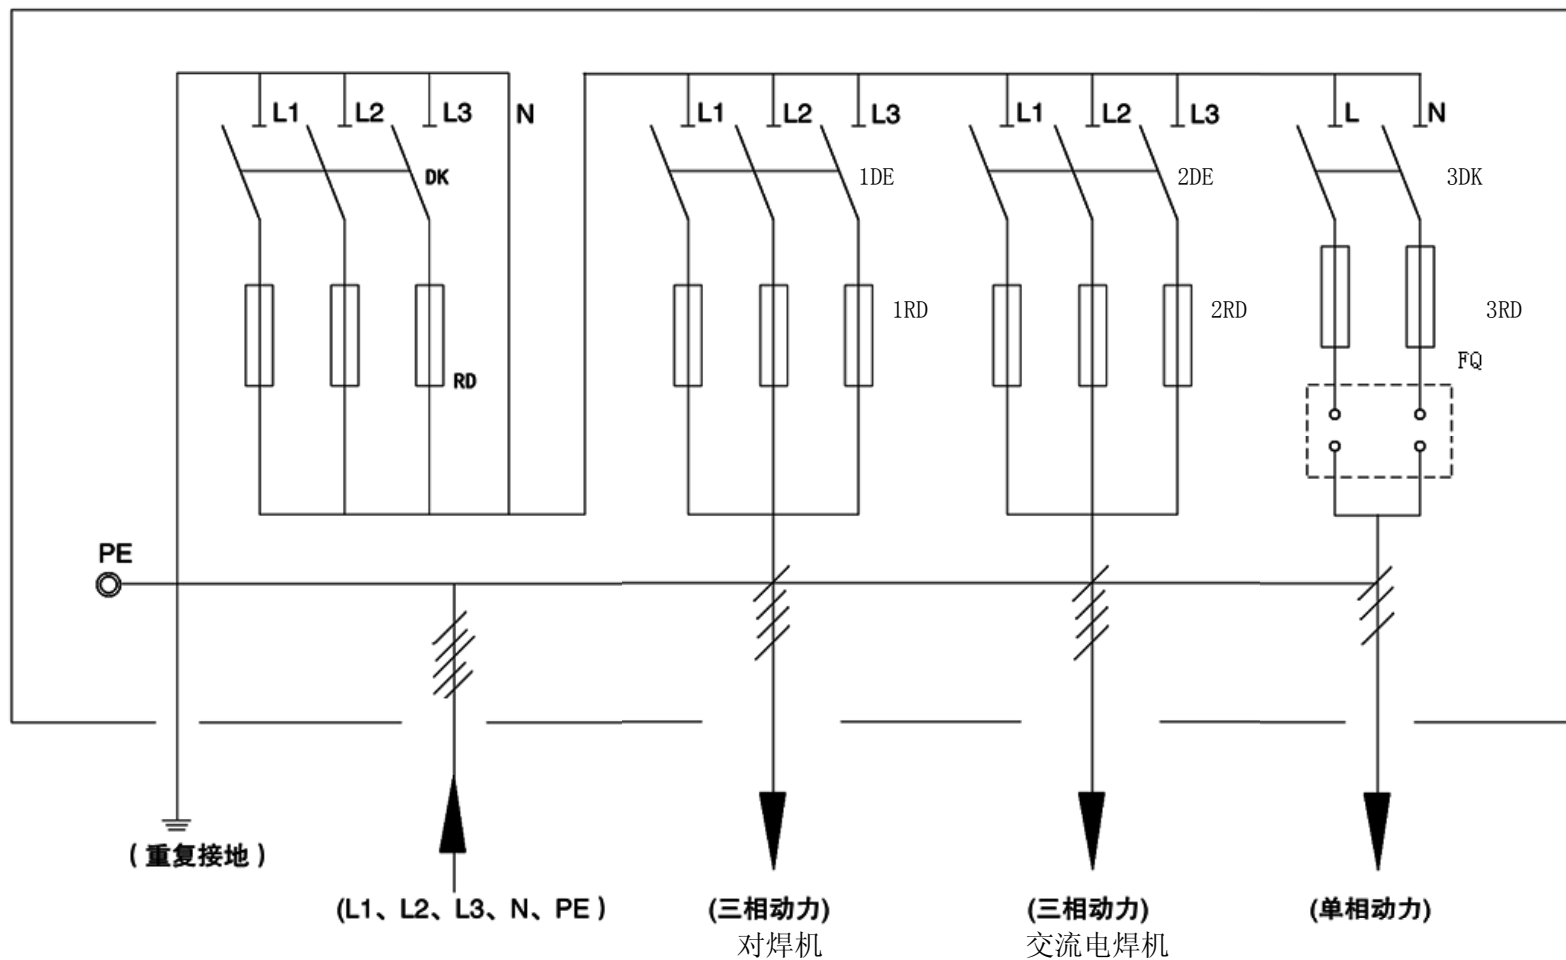 L1 L2 L3 N L1 L2 L3 L1 L2 L3 L N
DK 1DE 2DE 3DK
RD 1RD 2RD 3RD
FQ
PE
(重复接地)
(L1、L2、L3、N、PE) (三相动力) (三相动力) (单相动力)
对焊机 交流电焊机